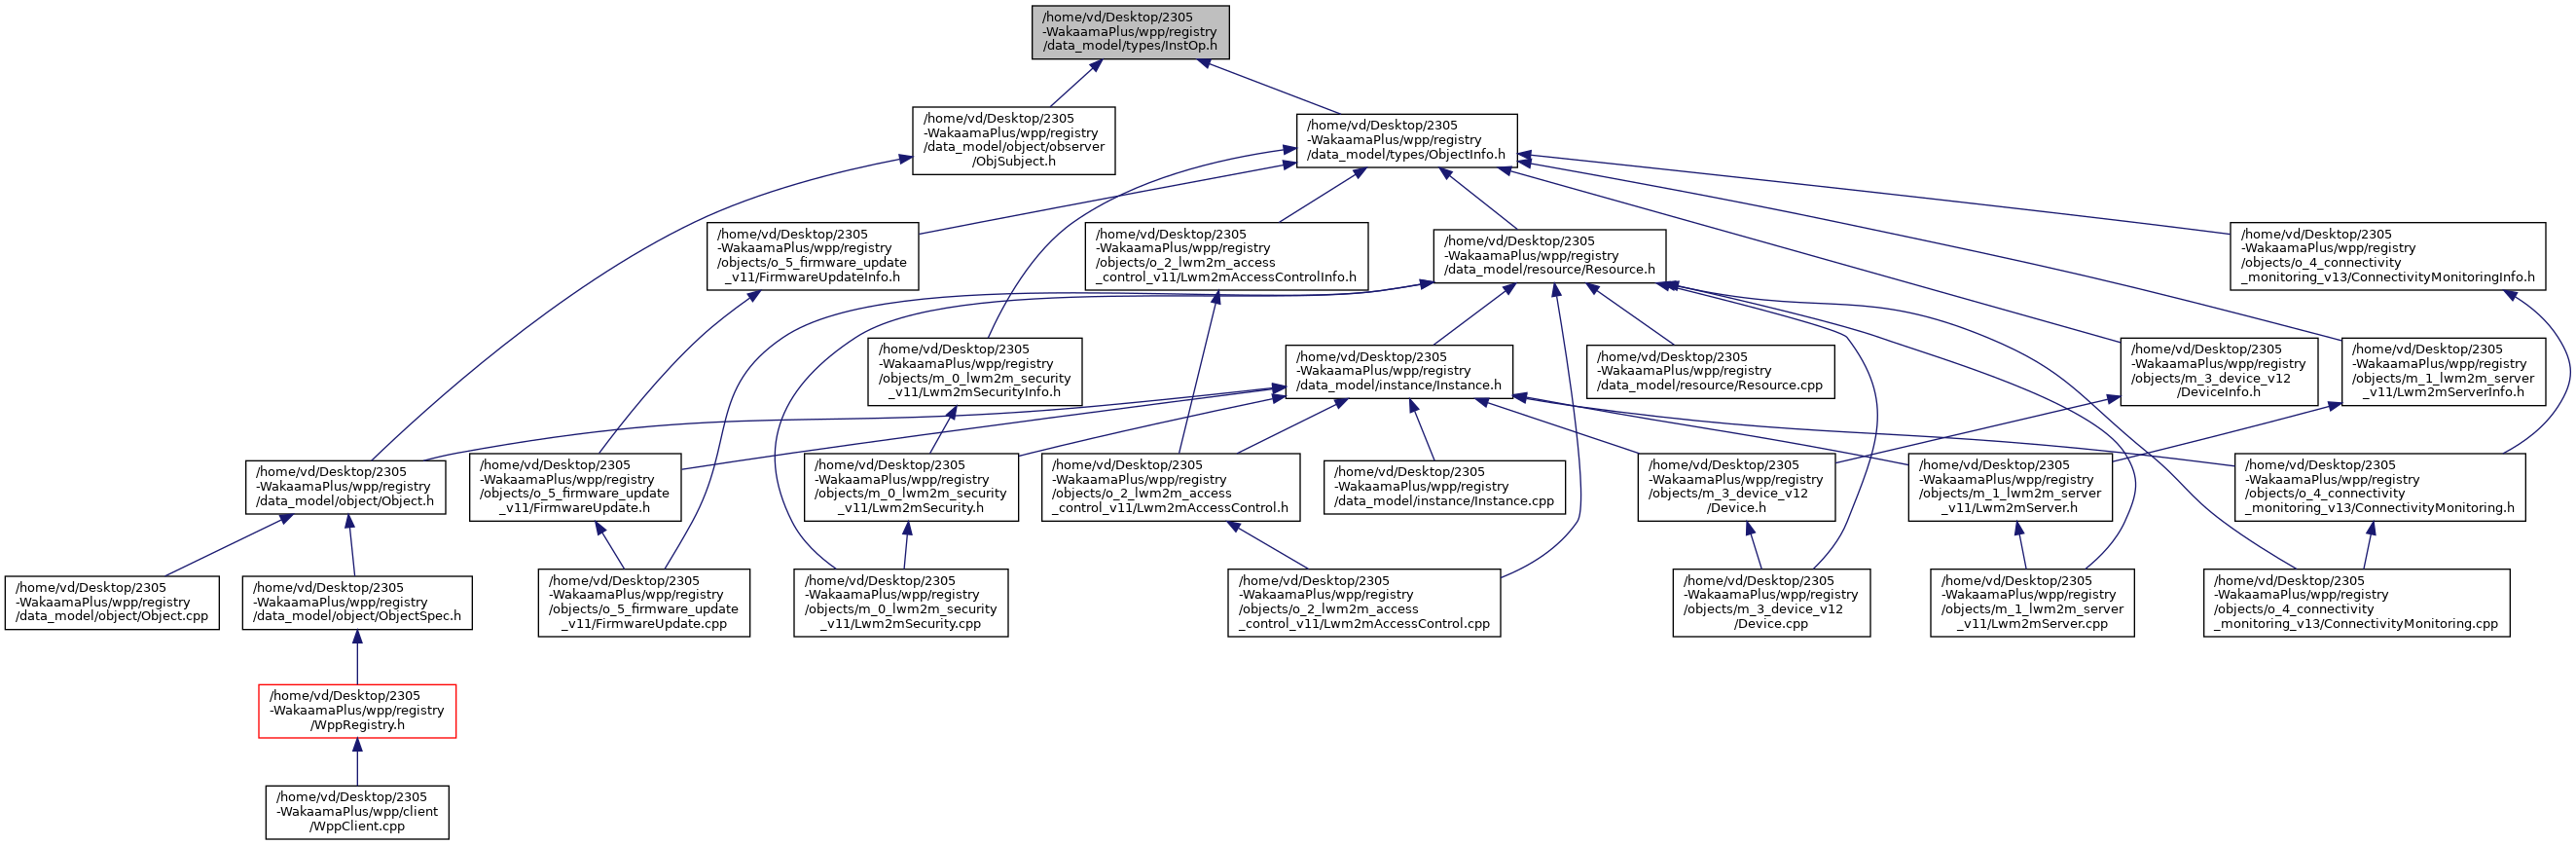 /home/vd/Desktop/2305
-WakaamaPlus/wpp/registry
/data_model/types/InstOp.h
/home/vd/Desktop/2305
-WakaamaPlus/wpp/registry
/data_model/object/observer
/ObjSubject.h
/home/vd/Desktop/2305
-WakaamaPlus/wpp/registry
/data_model/types/ObjectInfo.h
/home/vd/Desktop/2305
-WakaamaPlus/wpp/registry
/objects/o_5_firmware_update
_v11/FirmwareUpdateInfo.h
/home/vd/Desktop/2305
-WakaamaPlus/wpp/registry
/objects/o_2_lwm2m_access
_control_v11/Lwm2mAccessControlInfo.h
/home/vd/Desktop/2305
-WakaamaPlus/wpp/registry
/data_model/resource/Resource.h
/home/vd/Desktop/2305
-WakaamaPlus/wpp/registry
/objects/o_4_connectivity
_monitoring_v13/ConnectivityMonitoringInfo.h
/home/vd/Desktop/2305
-WakaamaPlus/wpp/registry
/objects/m_0_lwm2m_security
_v11/Lwm2mSecurityInfo.h
/home/vd/Desktop/2305
-WakaamaPlus/wpp/registry
/data_model/instance/Instance.h
/home/vd/Desktop/2305
-WakaamaPlus/wpp/registry
/data_model/resource/Resource.cpp
/home/vd/Desktop/2305
-WakaamaPlus/wpp/registry
/objects/m_3_device_v12
/DeviceInfo.h
/home/vd/Desktop/2305
-WakaamaPlus/wpp/registry
/objects/m_1_lwm2m_server
_v11/Lwm2mServerInfo.h
/home/vd/Desktop/2305
-WakaamaPlus/wpp/registry
/data_model/object/Object.h
/home/vd/Desktop/2305
-WakaamaPlus/wpp/registry
/objects/o_5_firmware_update
_v11/FirmwareUpdate.h
/home/vd/Desktop/2305
-WakaamaPlus/wpp/registry
/objects/m_0_lwm2m_security
_v11/Lwm2mSecurity.h
/home/vd/Desktop/2305
-WakaamaPlus/wpp/registry
/objects/o_2_lwm2m_access
_control_v11/Lwm2mAccessControl.h
/home/vd/Desktop/2305
-WakaamaPlus/wpp/registry
/data_model/instance/Instance.cpp
/home/vd/Desktop/2305
-WakaamaPlus/wpp/registry
/objects/m_3_device_v12
/Device.h
/home/vd/Desktop/2305
-WakaamaPlus/wpp/registry
/objects/m_1_lwm2m_server
_v11/Lwm2mServer.h
/home/vd/Desktop/2305
-WakaamaPlus/wpp/registry
/objects/o_4_connectivity
_monitoring_v13/ConnectivityMonitoring.h
/home/vd/Desktop/2305
-WakaamaPlus/wpp/registry
/data_model/object/Object.cpp
/home/vd/Desktop/2305
-WakaamaPlus/wpp/registry
/data_model/object/ObjectSpec.h
/home/vd/Desktop/2305
-WakaamaPlus/wpp/registry
/objects/o_5_firmware_update
_v11/FirmwareUpdate.cpp
/home/vd/Desktop/2305
-WakaamaPlus/wpp/registry
/objects/m_0_lwm2m_security
_v11/Lwm2mSecurity.cpp
/home/vd/Desktop/2305
-WakaamaPlus/wpp/registry
/objects/o_2_lwm2m_access
_control_v11/Lwm2mAccessControl.cpp
/home/vd/Desktop/2305
-WakaamaPlus/wpp/registry
/objects/m_3_device_v12
/Device.cpp
/home/vd/Desktop/2305
-WakaamaPlus/wpp/registry
/objects/m_1_lwm2m_server
_v11/Lwm2mServer.cpp
/home/vd/Desktop/2305
-WakaamaPlus/wpp/registry
/objects/o_4_connectivity
_monitoring_v13/ConnectivityMonitoring.cpp
/home/vd/Desktop/2305
-WakaamaPlus/wpp/registry
/WppRegistry.h
/home/vd/Desktop/2305
-WakaamaPlus/wpp/client
/WppClient.cpp